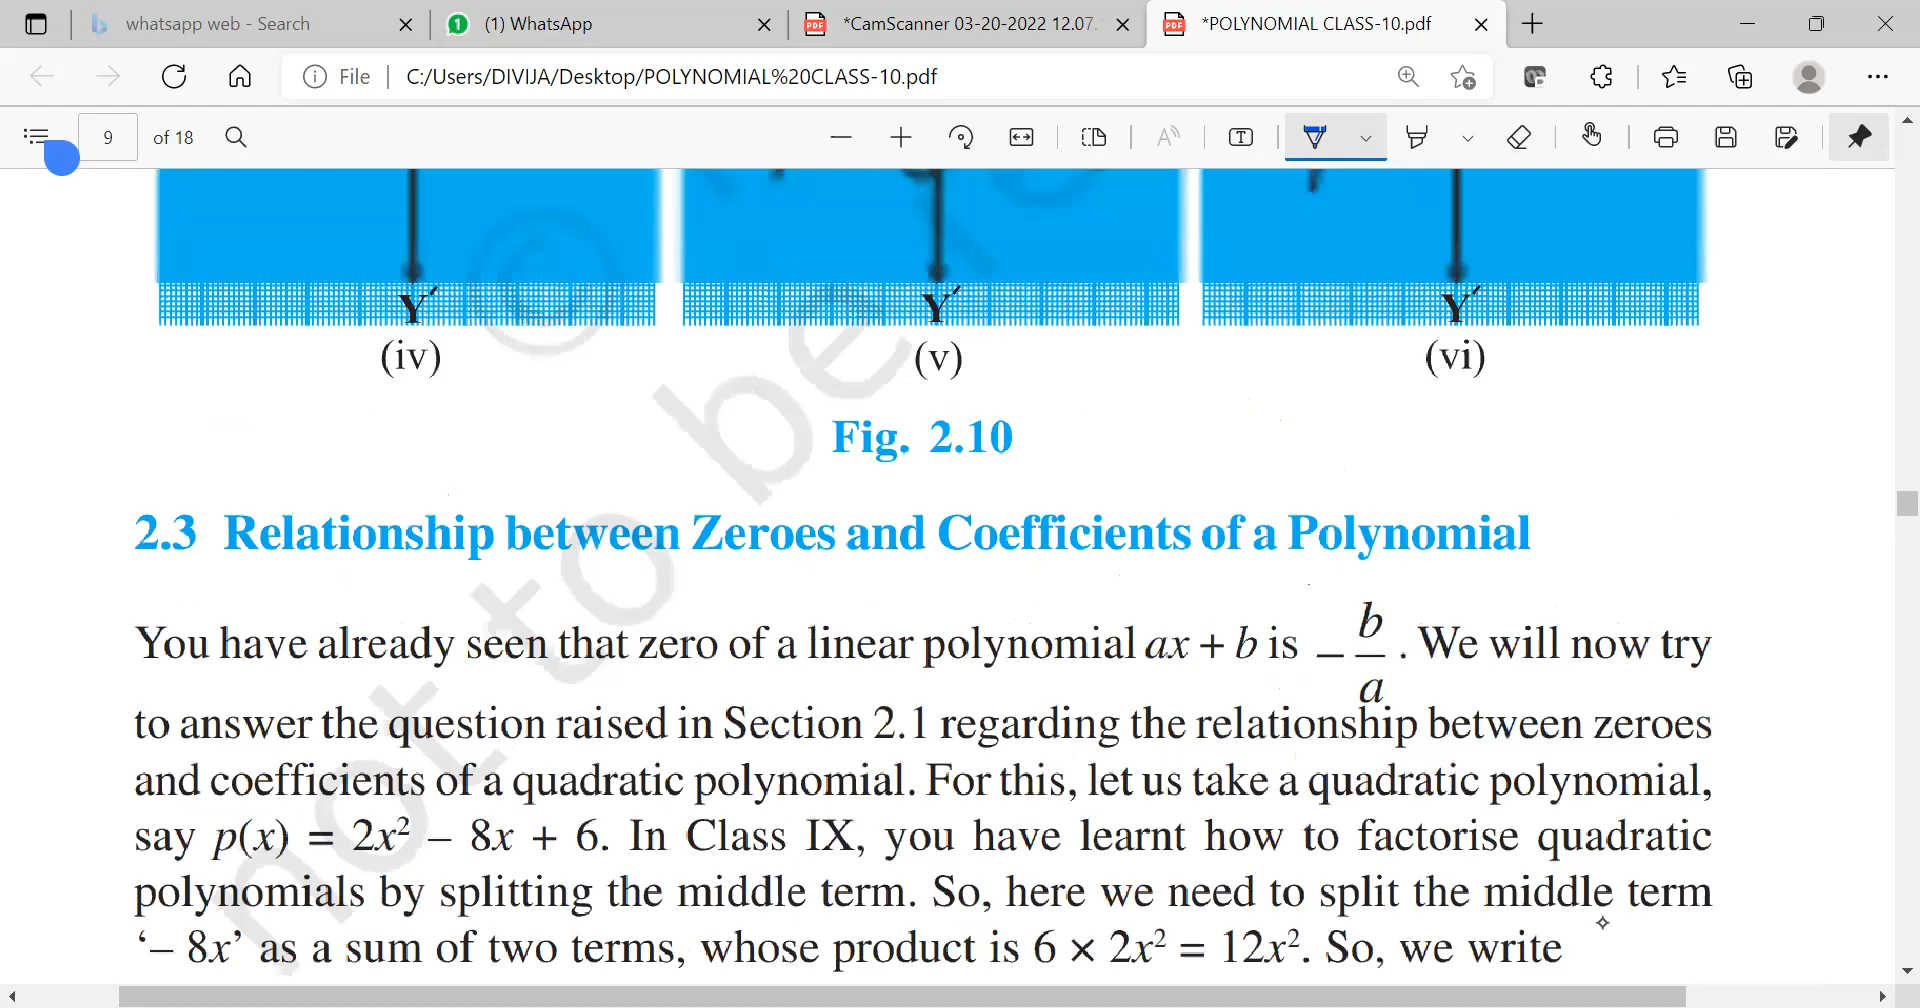 whatsapp web - Search
(1) WhatsApp
*CamScanner 03-20-2022 12.07.
*POLYNOMIAL CLASS-10.pdf
File
C:/Users/DIVIJA/Desktop/POLYNOMIAL%20CLASS-10.pdf
9 of 18
Y′ Y′ Y′
(iv) (v) (vi)
Fig. 2.10
2.3 Relationship between Zeroes and Coefficients of a Polynomial
You have already seen that zero of a linear polynomial ax + b is – b/a . We will now try
to answer the question raised in Section 2.1 regarding the relationship between zeroes
and coefficients of a quadratic polynomial. For this, let us take a quadratic polynomial,
say p(x) = 2x² – 8x + 6. In Class IX, you have learnt how to factorise quadratic
polynomials by splitting the middle term. So, here we need to split the middle term
‘– 8x’ as a sum of two terms, whose product is 6 × 2x² = 12x². So, we write
© not to be